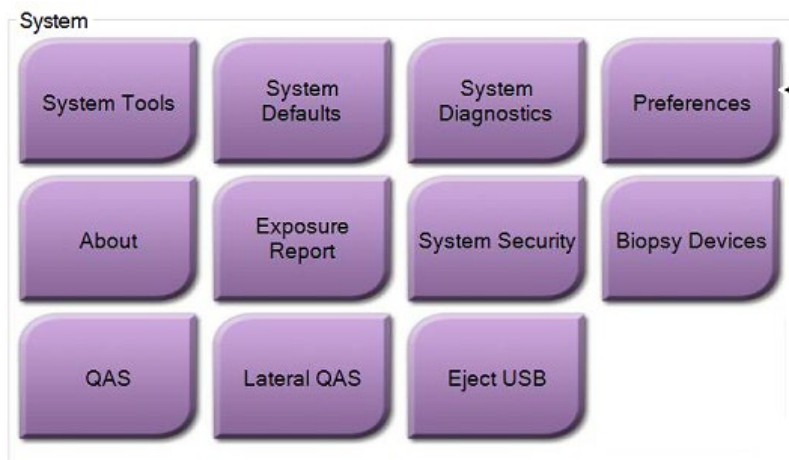 System
System Tools
System
Defaults
System
Diagnostics
Preferences
About
Exposure
Report
System Security
Biopsy Devices
QAS
Lateral QAS
Eject USB